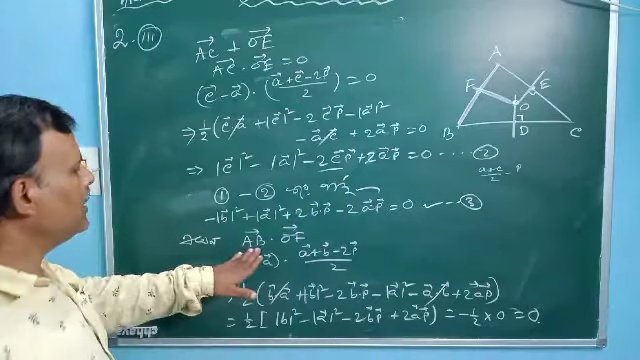 2. (iii)
AC⃗ ⊥ OE⃗
AC⃗ · OE⃗ = 0
(c⃗ - a⃗) · (a⃗ + c⃗ - 2p⃗ / 2) = 0
⇒ 1/2 (c⃗a⃗ + |c⃗|² - 2c⃗p⃗ - |a⃗|²
- a⃗c⃗ + 2a⃗p⃗ = 0
⇒ |c⃗|² - |a⃗|² - 2c⃗p⃗ + 2a⃗p⃗ = 0 ---- (2)
(1) - (2)
-|b⃗|² + |a⃗|² + 2b⃗·p⃗ - 2a⃗p⃗ = 0 (3)
AB⃗ · OF⃗
a⃗) · a⃗ + b⃗ - 2p⃗ / 2
1/2 (b⃗a⃗ + |b⃗|² - 2b⃗·p⃗ - |a⃗|² - a⃗b⃗ + 2a⃗p⃗)
= 1/2 [|b|² - |a⃗|² - 2b⃗p⃗ + 2a⃗p⃗) = -1/2 × 0 = 0
A
F
E
O
B
D
C
a⃗ + c⃗ / 2 - p